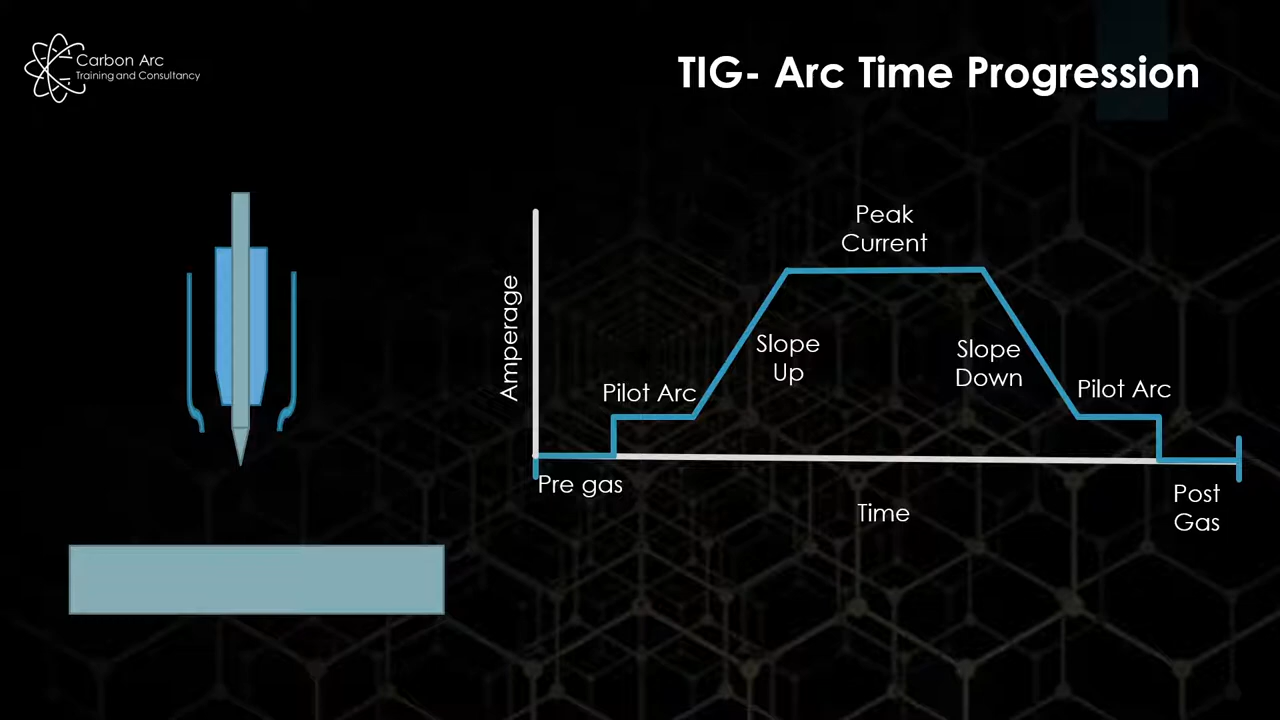 Carbon Arc
Training and Consultancy
TIG- Arc Time Progression
Peak
Current
Amperage
Slope
Up
Slope
Down
Pilot Arc
Pilot Arc
Pre gas
Time
Post
Gas